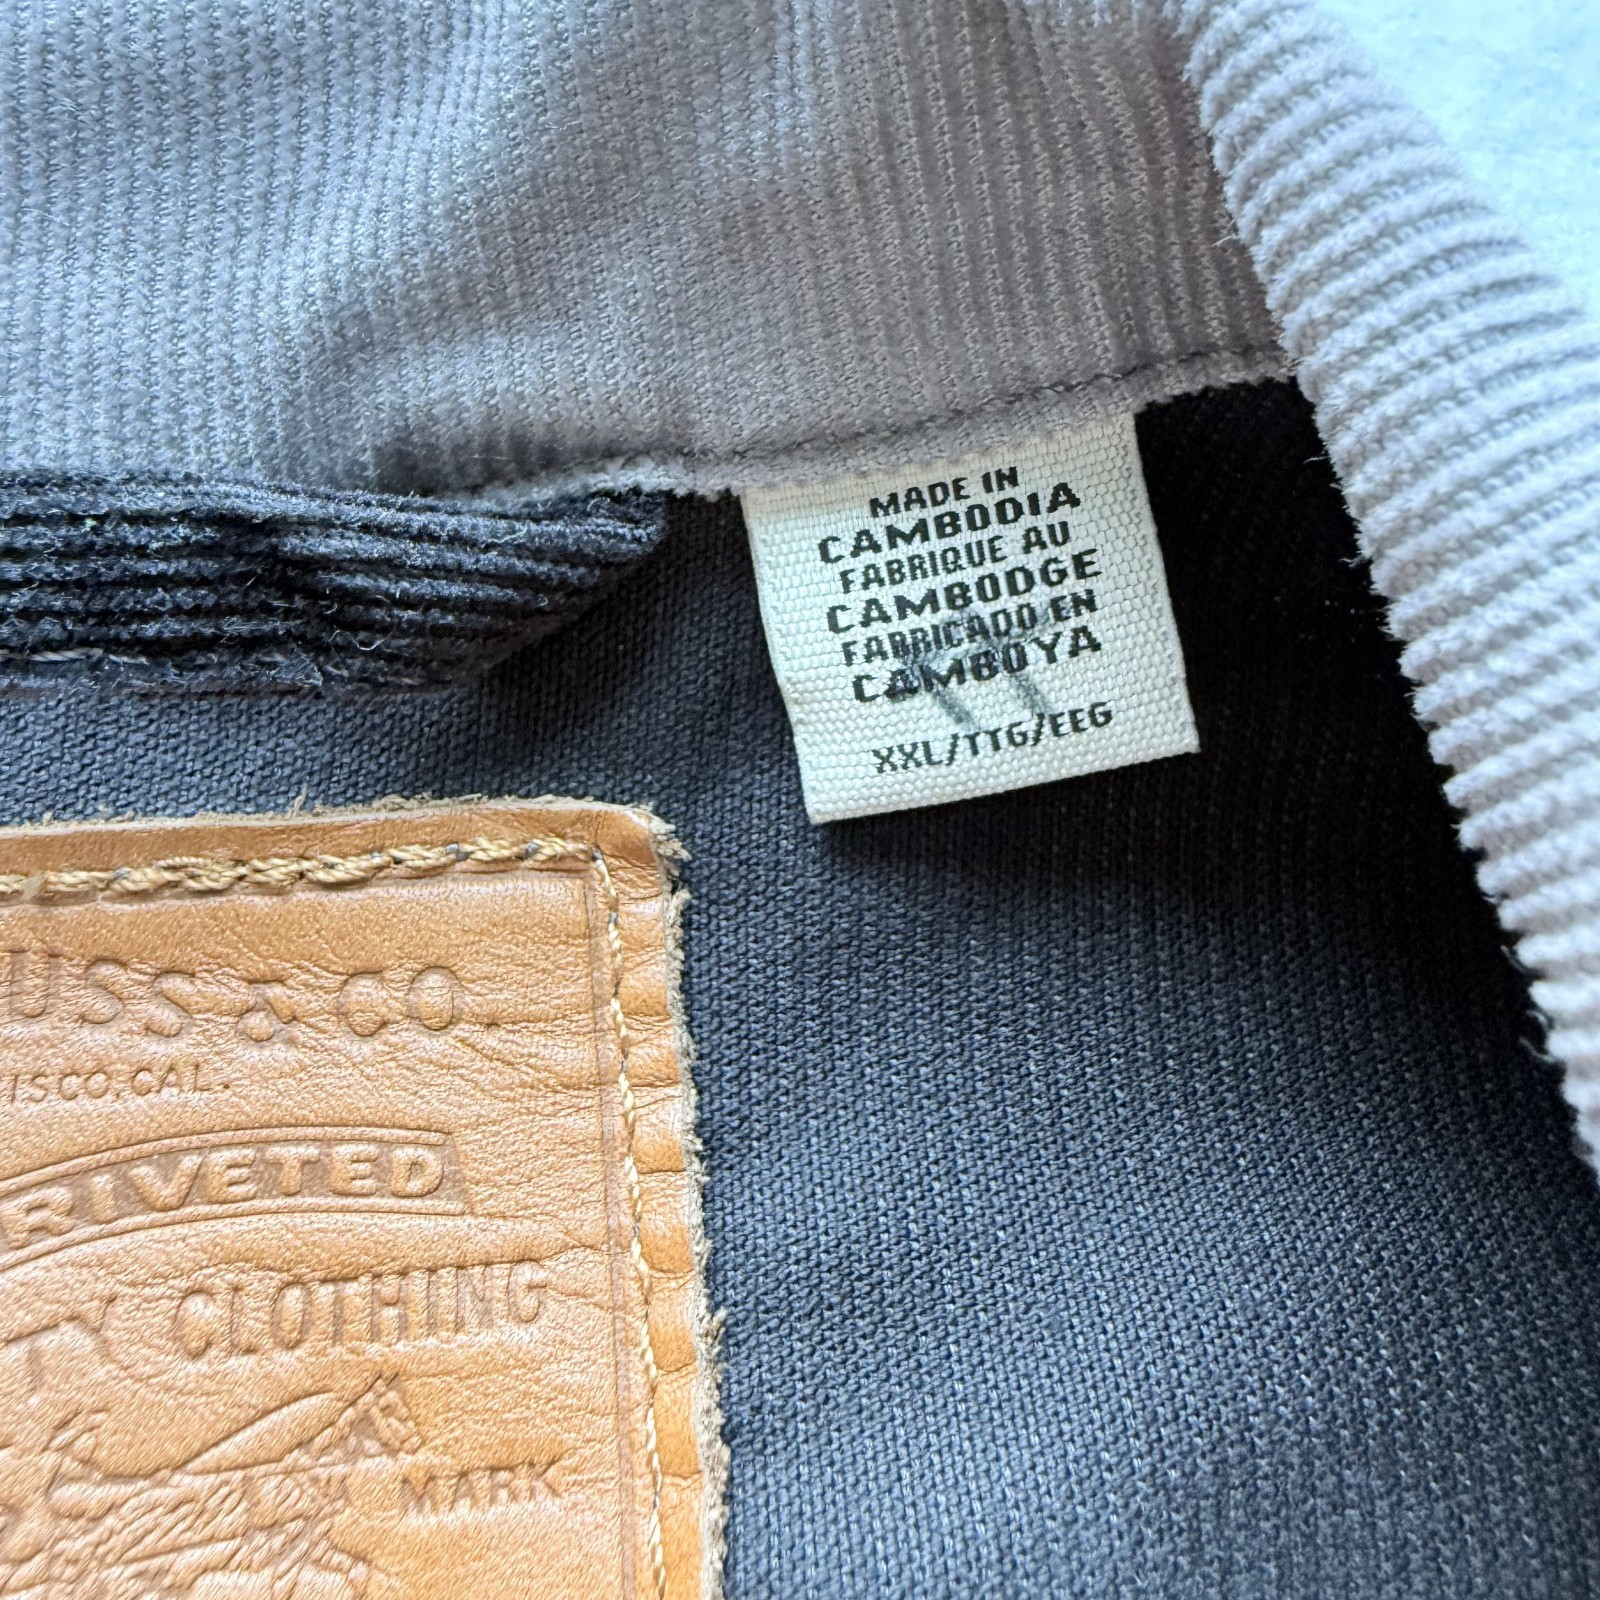 MADE IN
CAMBODIA
FABRIQUE AU
CAMBODGE
FABRICADO EN
CAMBOYA
XXL/TTG/EEG
USS & CO.
ISCO, CAL.
RIVETED
CLOTHING
MARK